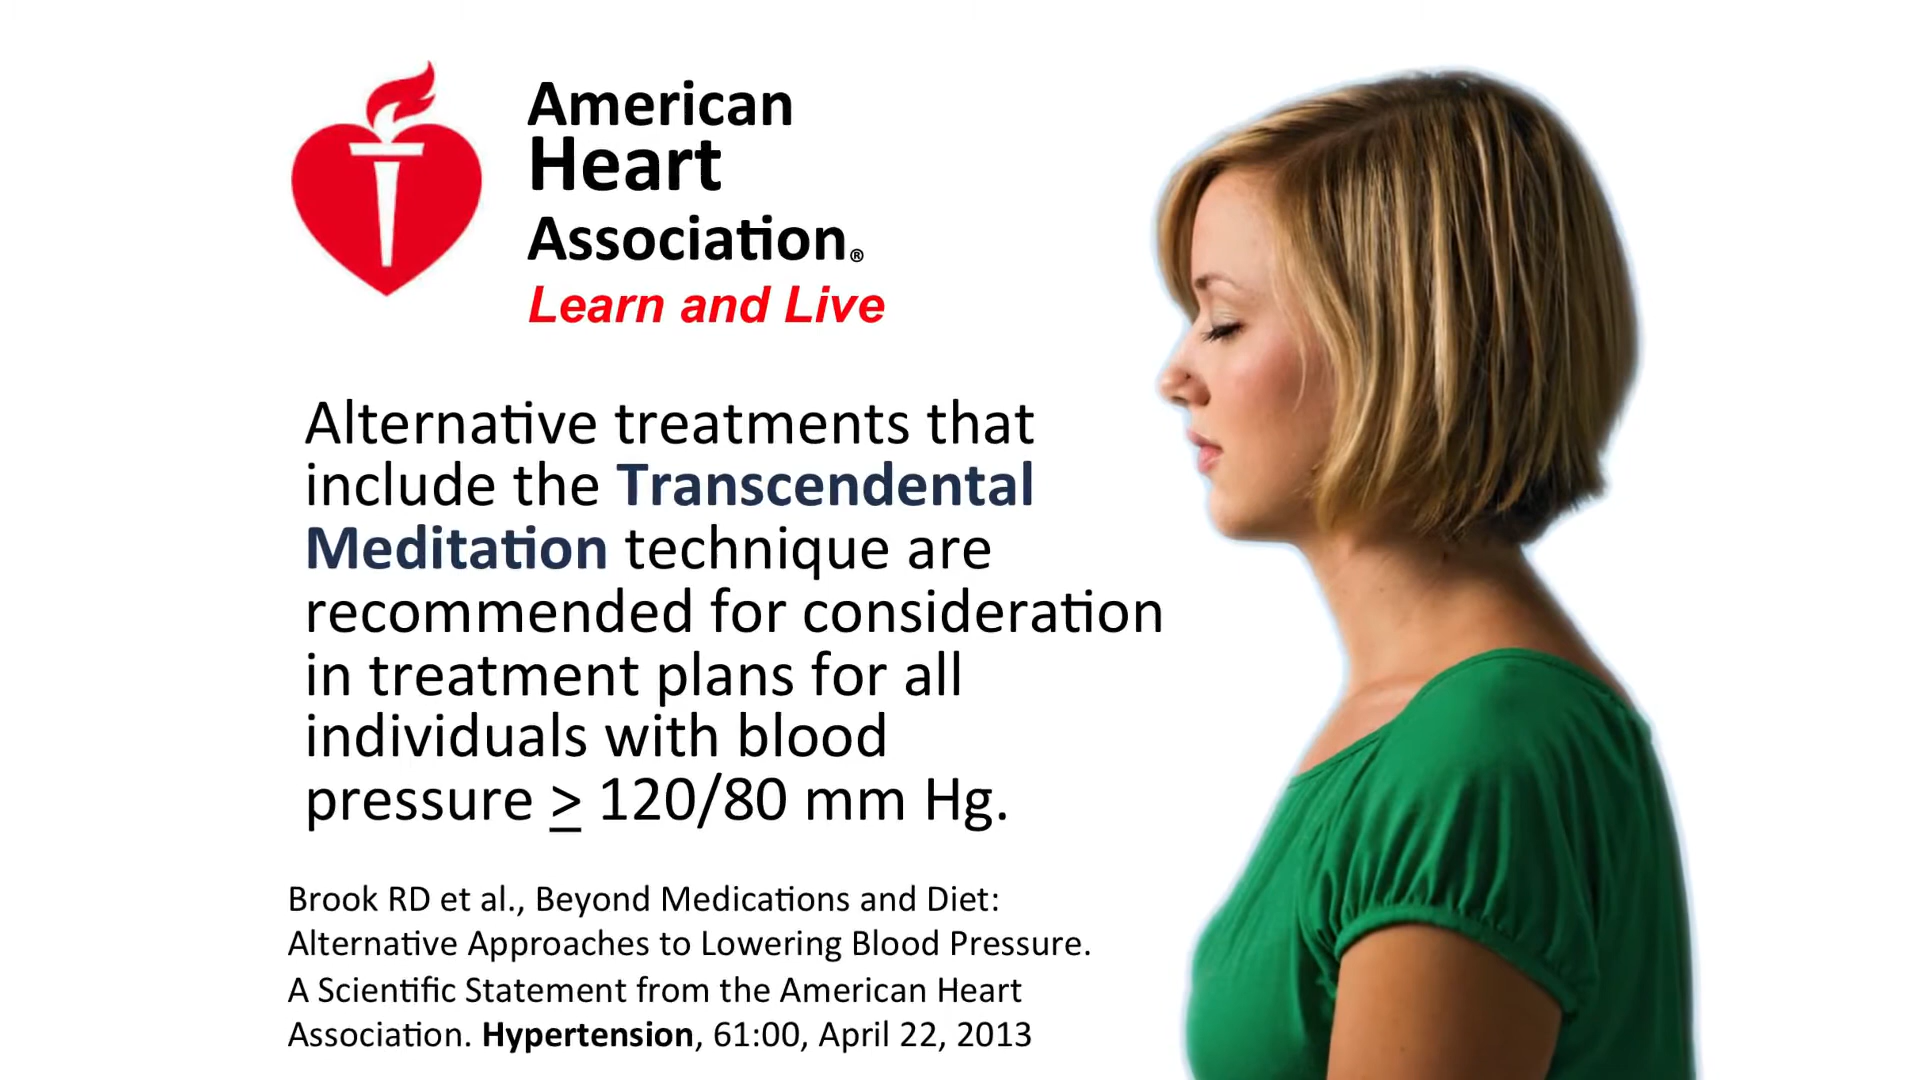 American
Heart
Association®
Learn and Live
Alternative treatments that
include the Transcendental
Meditation technique are
recommended for consideration
in treatment plans for all
individuals with blood
pressure ≥ 120/80 mm Hg.
Brook RD et al., Beyond Medications and Diet:
Alternative Approaches to Lowering Blood Pressure.
A Scientific Statement from the American Heart
Association. Hypertension, 61:00, April 22, 2013